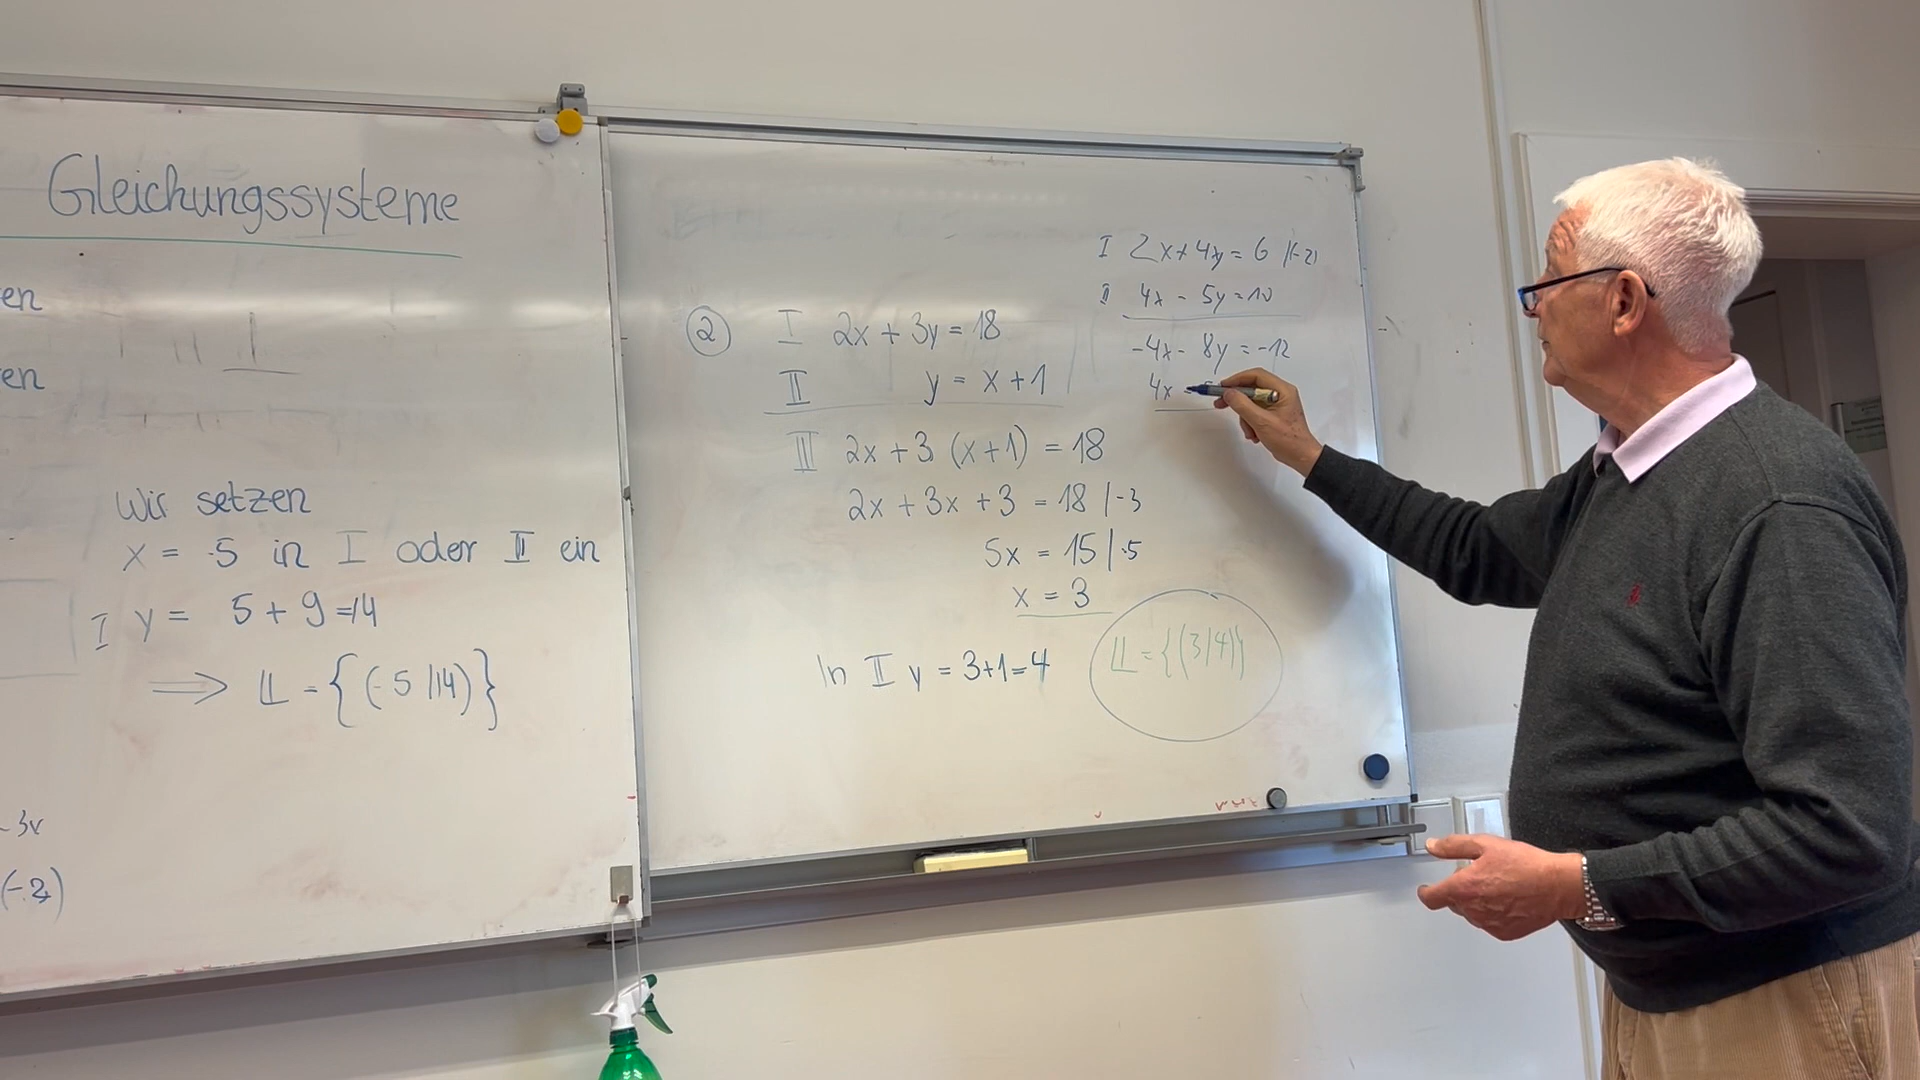 Gleichungssysteme
en
en
Wir setzen
x = -5 in I oder II ein
I y = 5 + 9 = 14
⟹ 𝕃 = {(-5/14)}
- 3x
(-2)
② I 2x + 3y = 18
II y = x + 1
III 2x + 3 (x+1) = 18
2x + 3x + 3 = 18 | -3
5x = 15 | :5
x = 3
In II y = 3+1=4
𝕃 = {(3/4)}
I 2x + 4y = 6 |(-2)
II 4x - 5y = 10
-4x - 8y = -12
4x -